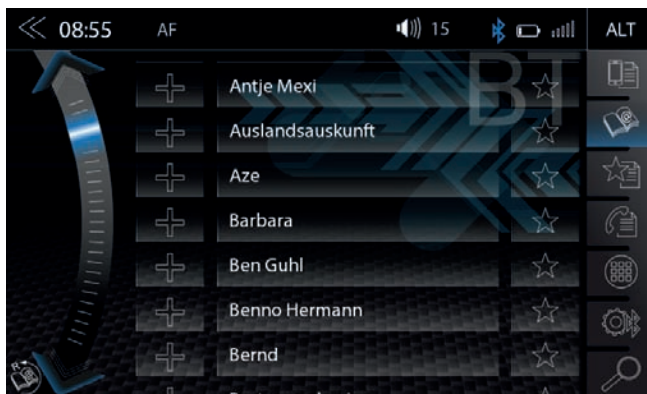 08:55 AF 15 ALT
BT
Antje Mexi
Auslandsauskunft
Aze
Barbara
Ben Guhl
Benno Hermann
Bernd